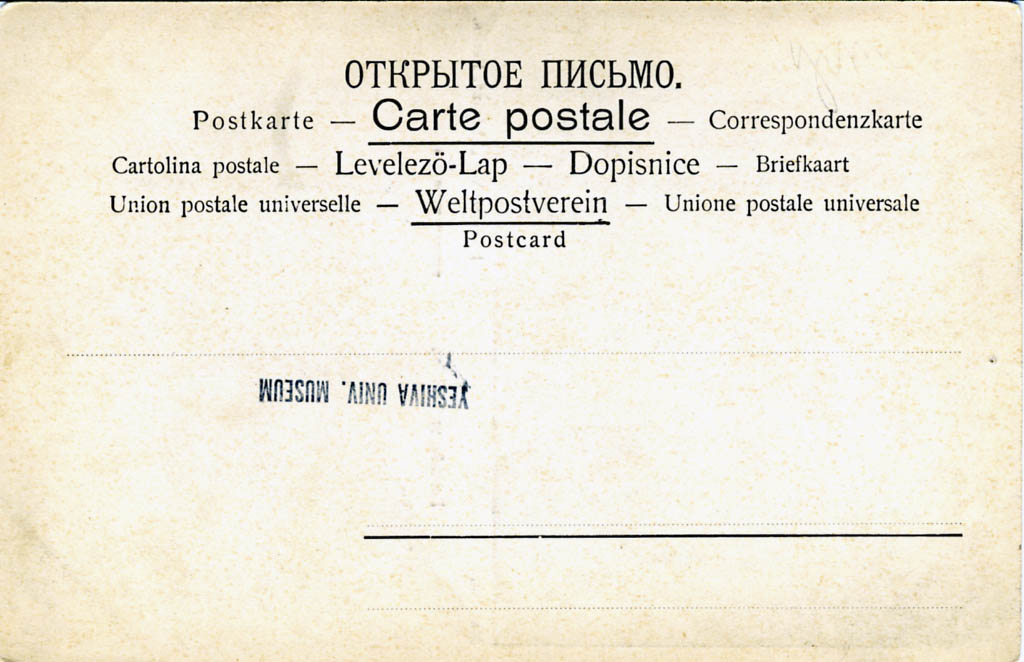 ОТКРЫТОЕ ПИСЬМО.
Postkarte — Carte postale — Correspondenzkarte
Cartolina postale — Levelezö-Lap — Dopisnice — Briefkaart
Union postale universelle — Weltpostverein — Unione postale universale
Postcard
YESHIVA UNIV. MUSEUM